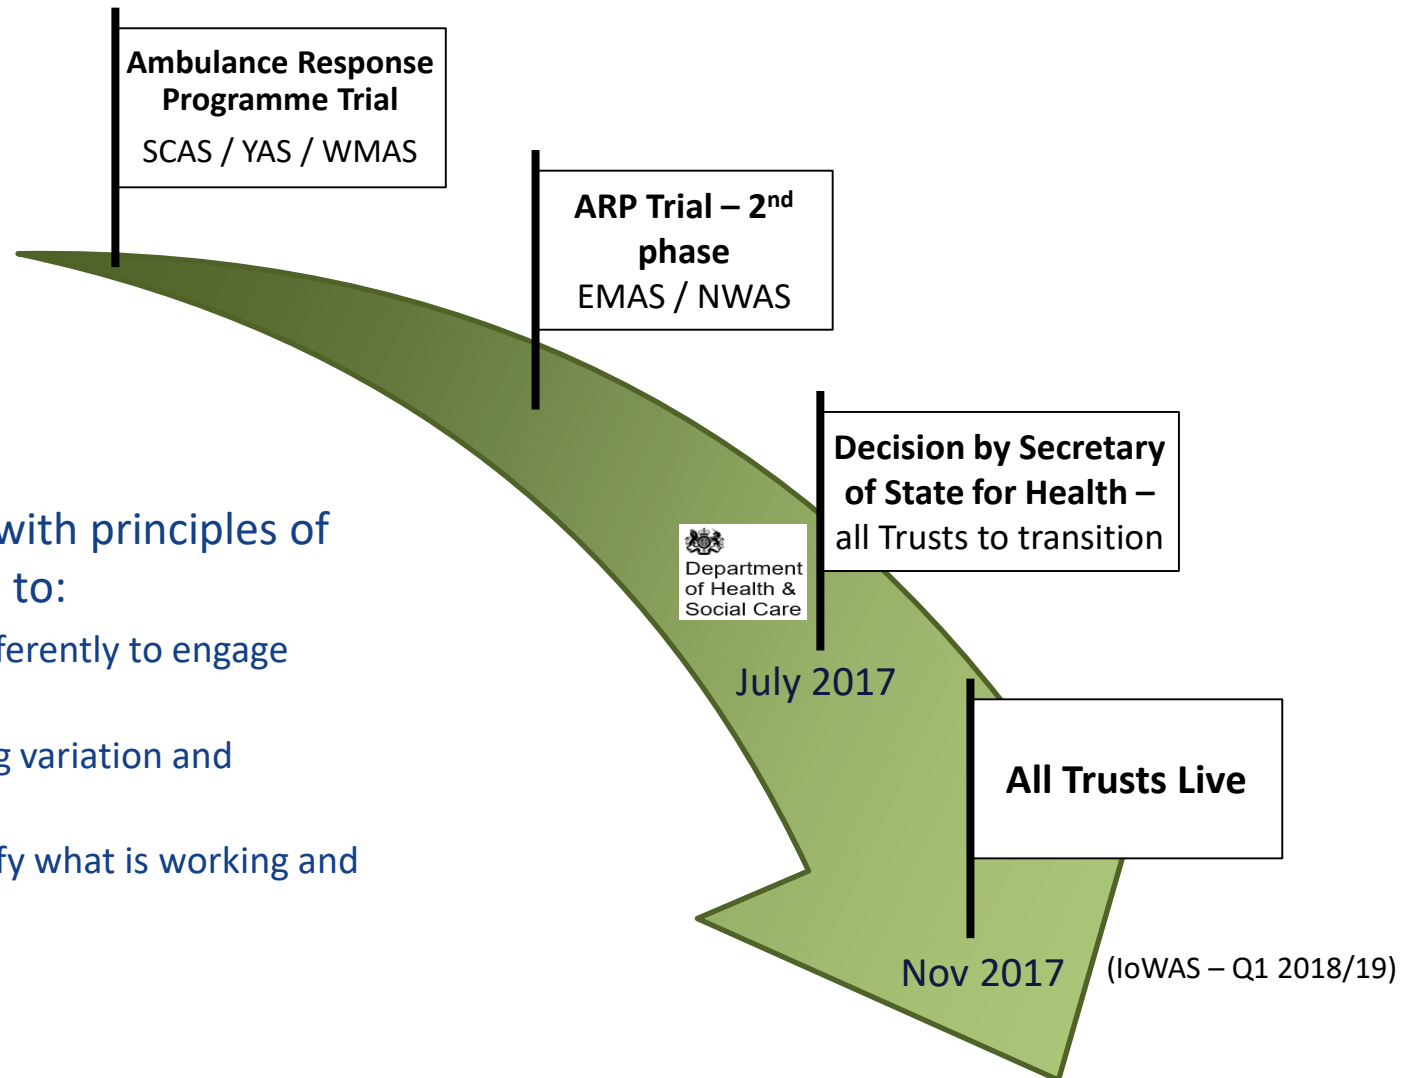 Ambulance Response
Programme Trial
SCAS / YAS / WMAS
ARP Trial – 2nd
phase
EMAS / NWAS
Decision by Secretary
of State for Health –
all Trusts to transition
Department
of Health &
Social Care
July 2017
with principles of
to:
ferently to engage
g variation and
fy what is working and
All Trusts Live
Nov 2017
(IoWAS – Q1 2018/19)